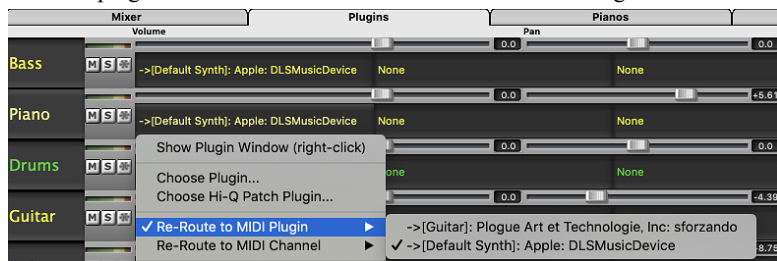 Mixer Plugins Pianos
Volume Pan
0.0 0.0
Bass M S ->[Default Synth]: Apple: DLSMusicDevice None None
0.0 +5.61
Piano M S ->[Default Synth]: Apple: DLSMusicDevice None None
Show Plugin Window (right-click) 0.0 0.0
Drums M S Choose Plugin... one None
Choose Hi-Q Patch Plugin... 0.0 -4.39
Guitar M S ✓ Re-Route to MIDI Plugin ->[Guitar]: Plogue Art et Technologie, Inc: sforzando
Re-Route to MIDI Channel ✓ ->[Default Synth]: Apple: DLSMusicDevice -8.75